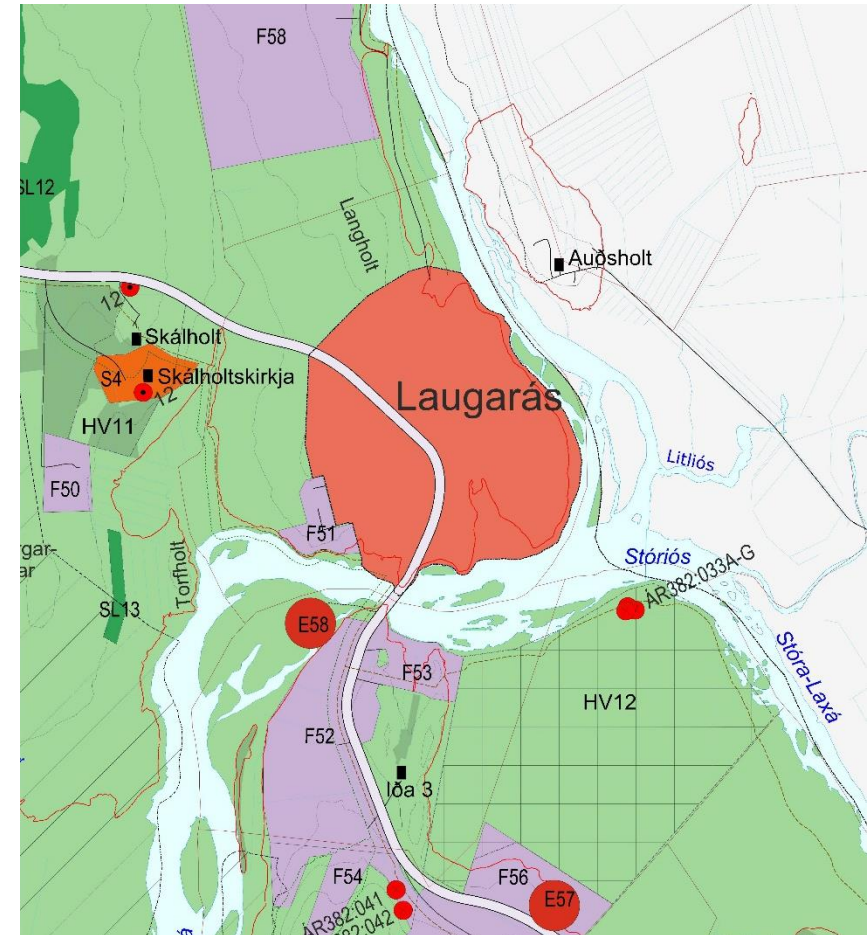 F58
SL12
Langholt
Auðsholt
12
Skálholt
S4
Skálholtskirkja
12
Laugarás
HV11
Litliós
F50
F51
Stóriós
ÁR382:033A-G
Torfholt
SL13
E58
F53
Stóra-Laxá
HV12
F52
Iða 3
F54
F56
E57
ÁR382:041